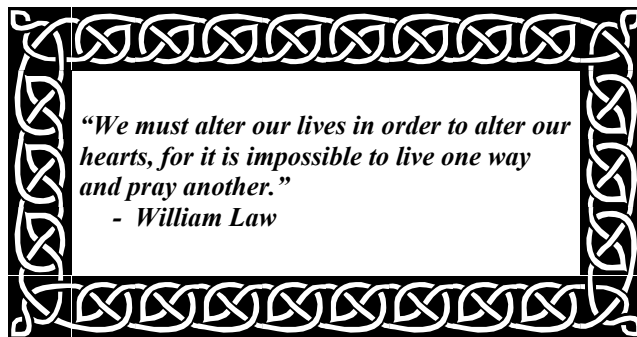 “We must alter our lives in order to alter our
hearts, for it is impossible to live one way
and pray another.”
- William Law